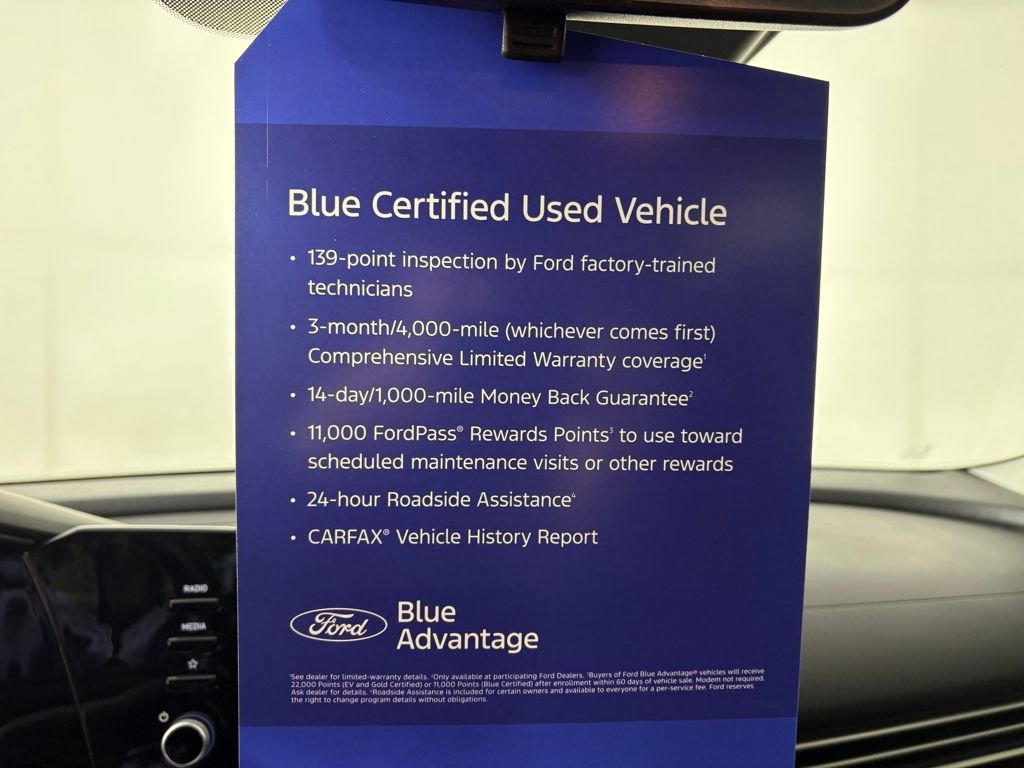 Blue Certified Used Vehicle
• 139-point inspection by Ford factory-trained
technicians
• 3-month/4,000-mile (whichever comes first)
Comprehensive Limited Warranty coverage¹
• 14-day/1,000-mile Money Back Guarantee²
• 11,000 FordPass® Rewards Points³ to use toward
scheduled maintenance visits or other rewards
• 24-hour Roadside Assistance⁴
• CARFAX® Vehicle History Report
Ford
Blue
Advantage
¹See dealer for limited-warranty details. ²Only available at participating Ford Dealers. ³Buyers of Ford Blue Advantage® vehicles will receive
22,000 Points (EV and Gold Certified) or 11,000 Points (Blue Certified) after enrollment within 60 days of vehicle sale. Modem not required.
Ask dealer for details. ⁴Roadside Assistance is included for certain owners and available to everyone for a per-service fee. Ford reserves
the right to change program details without obligations.
RADIO
MEDIA